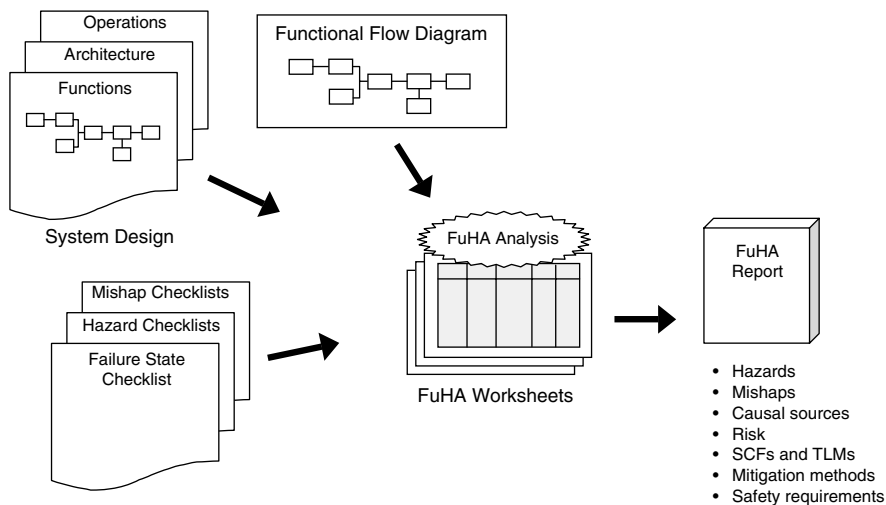 Operations
Architecture
Functions
System Design
Functional Flow Diagram
Mishap Checklists
Hazard Checklists
Failure State
Checklist
FuHA Analysis
FuHA Worksheets
FuHA
Report
• Hazards
• Mishaps
• Causal sources
• Risk
• SCFs and TLMs
• Mitigation methods
• Safety requirements